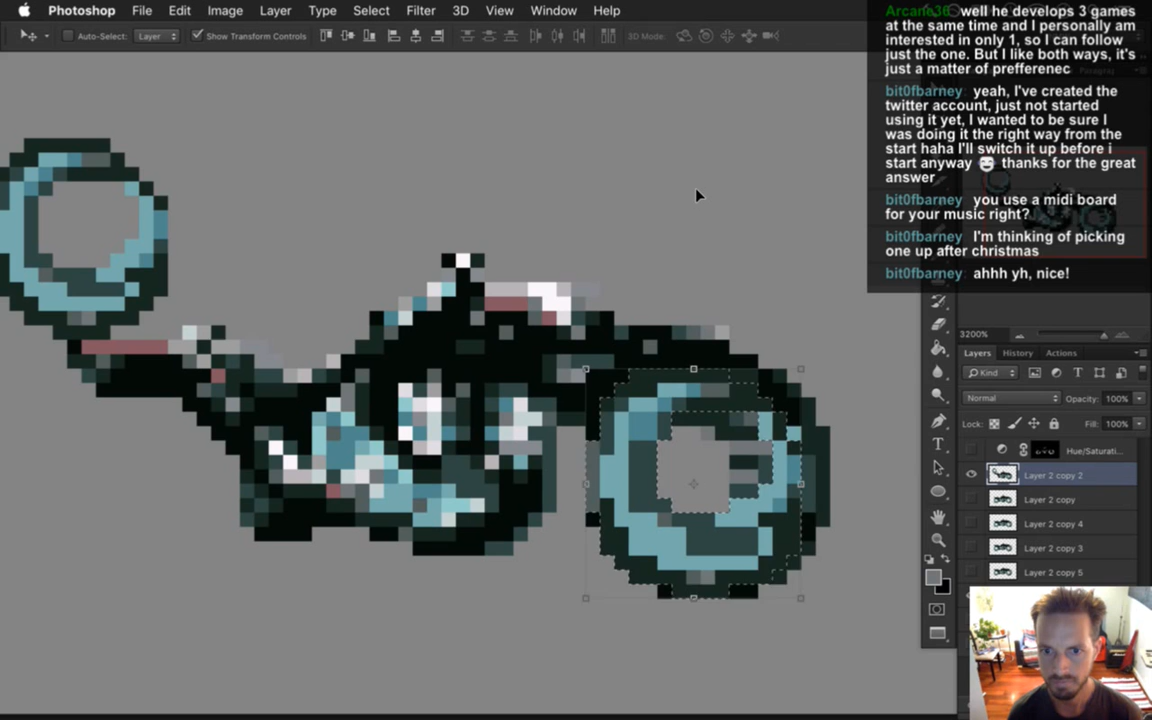 Photoshop File Edit Image Layer Type Select Filter 3D View Window Help
Auto-Select: Layer Show Transform Controls 3D Mode:
Arcane36 well he develops 3 games
at the same time and I personally am
interested in only 1, so I can follow
just the one. But I like both ways, it's
just a matter of prefferenec
bit0fbarney yeah, I've created the
twitter account, just not started
using it yet, I wanted to be sure I
was doing it the right way from the
start haha I'll switch it up before i
start anyway thanks for the great
answer
bit0fbarney you use a midi board
for your music right?
bit0fbarney I'm thinking of picking
one up after christmas
bit0fbarney ahhh yh, nice!
3200%
Layers History Actions
Kind
Normal Opacity: 100%
Lock: Fill: 100%
Hue/Saturati...
Layer 2 copy 2
Layer 2 copy
Layer 2 copy 4
Layer 2 copy 3
Layer 2 copy 5